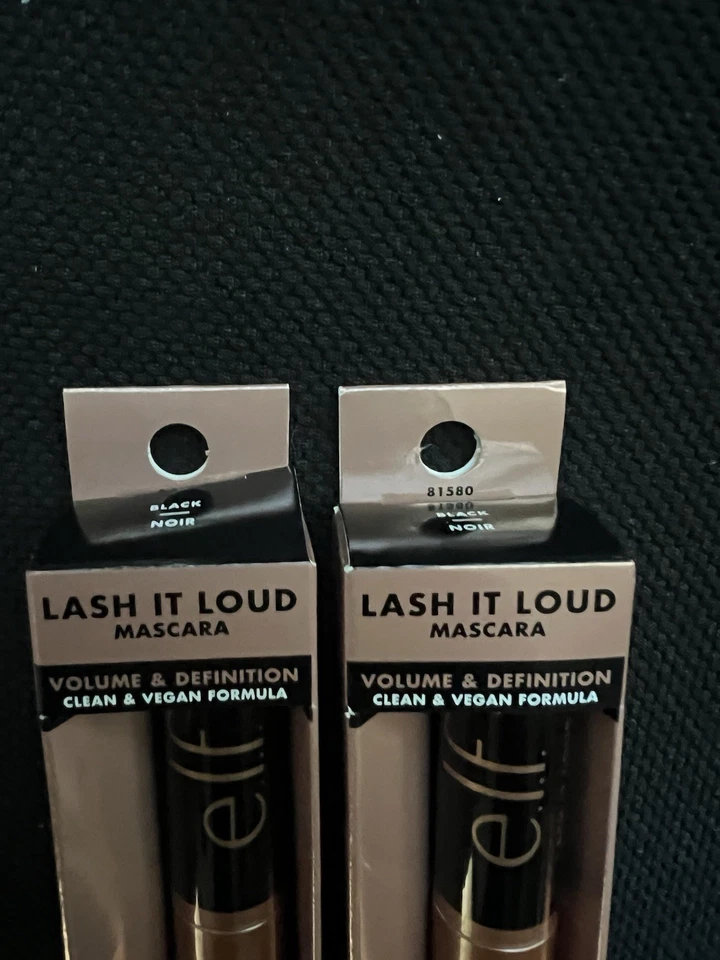 BLACK
NOIR
LASH IT LOUD
MASCARA
VOLUME & DEFINITION
CLEAN & VEGAN FORMULA
e.l.f.
81580
BLACK
NOIR
LASH IT LOUD
MASCARA
VOLUME & DEFINITION
CLEAN & VEGAN FORMULA
e.l.f.